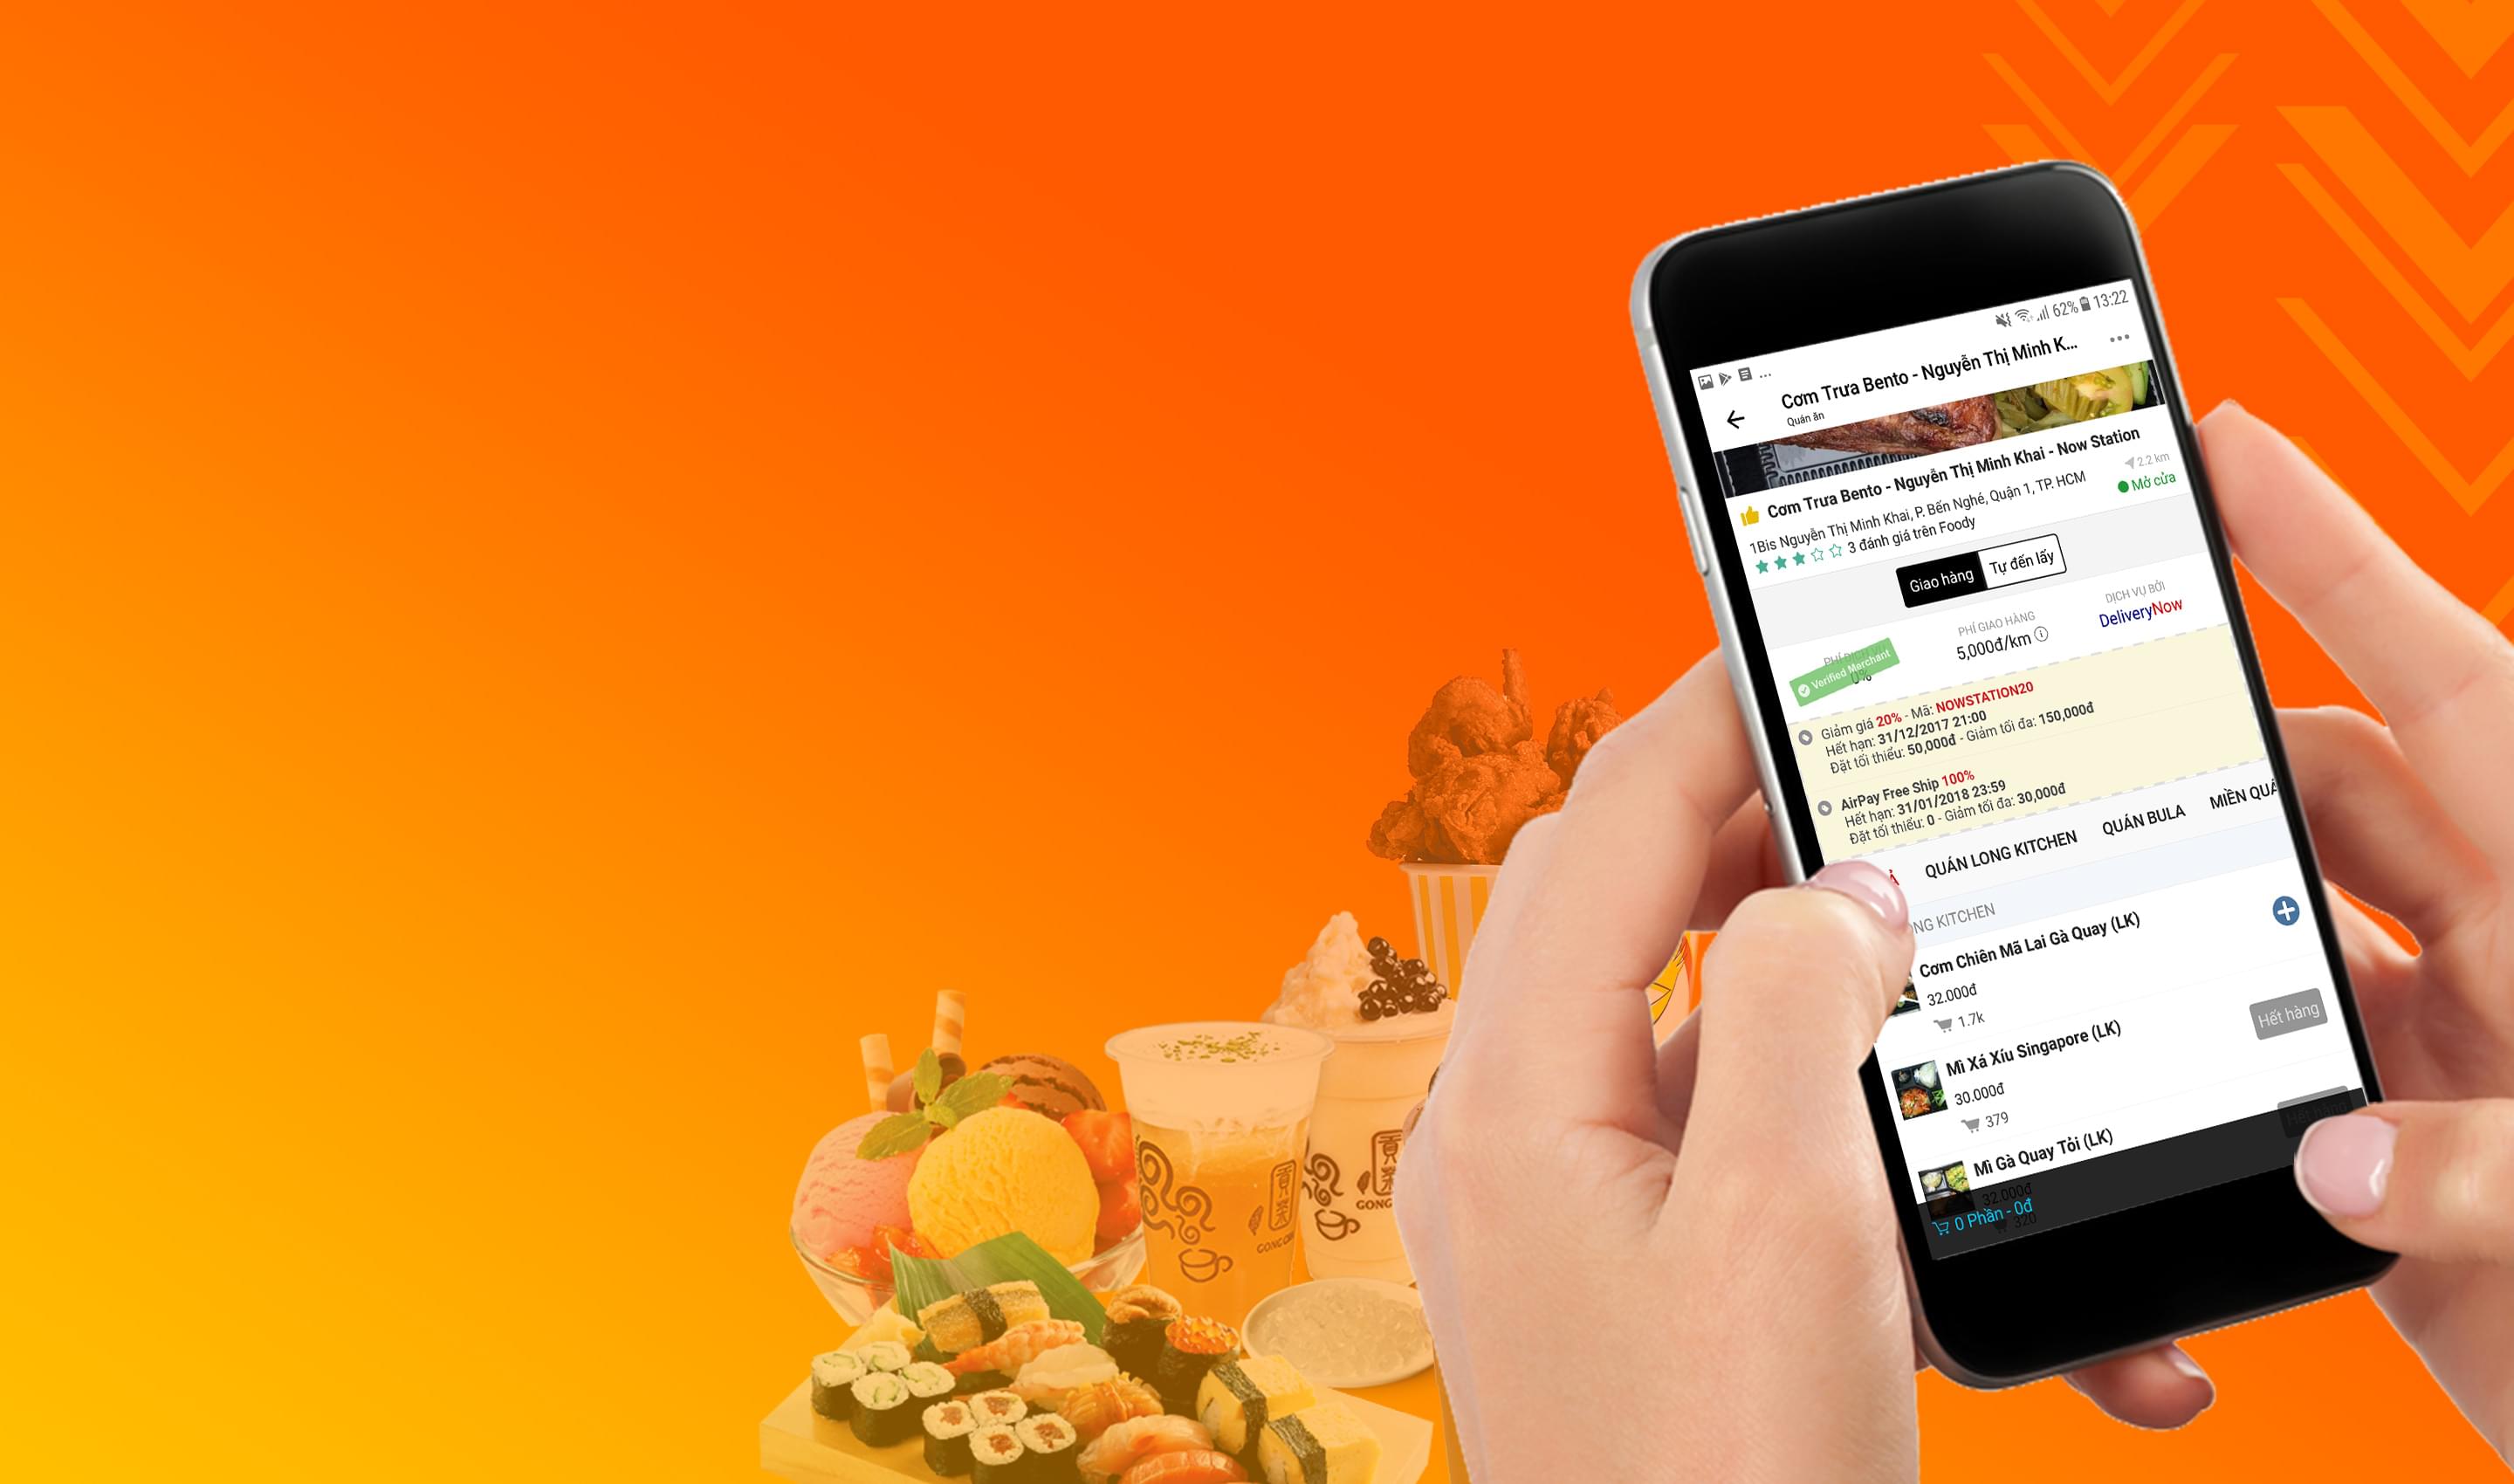 62% 13:22
Cơm Trưa Bento - Nguyễn Thị Minh K...
Quán ăn
Cơm Trưa Bento - Nguyễn Thị Minh Khai - Now Station
2.2 km
1Bis Nguyễn Thị Minh Khai, P. Bến Nghé, Quận 1, TP. HCM
Mở cửa
3 đánh giá trên Foody
Giao hàng
Tự đến lấy
PHÍ GIAO HÀNG
5,000đ/km
DỊCH VỤ BỞI
DeliveryNow
Verified Merchant
0%
Giảm giá 20% - Mã: NOWSTATION20
Hết hạn: 31/12/2017 21:00
Đặt tối thiểu: 50,000đ - Giảm tối đa: 150,000đ
AirPay Free Ship 100%
Hết hạn: 31/01/2018 23:59
Đặt tối thiểu: 0 - Giảm tối đa: 30,000đ
QUÁN LONG KITCHEN
QUÁN BULA
MIỀN QUÁ
KITCHEN
Cơm Chiên Mã Lai Gà Quay (LK)
32.000đ
1.7k
Mì Xá Xíu Singapore (LK)
30.000đ
379
Hết hàng
Mì Gà Quay Tỏi (LK)
32.000đ
320
0 Phần - 0đ
貢茶
GONG
貢茶